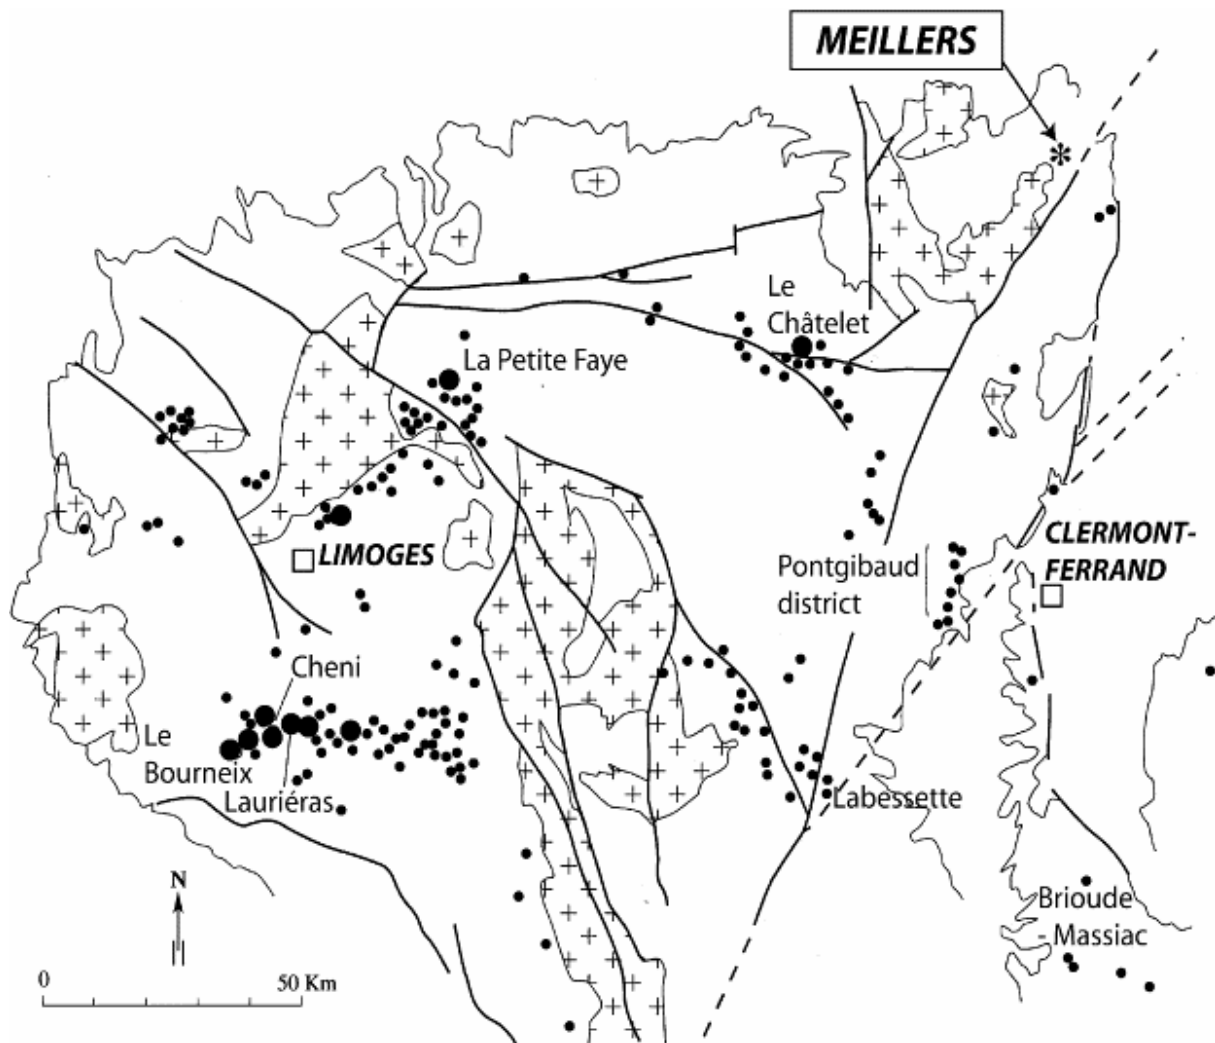 MEILLERS
Le
Châtelet
La Petite Faye
LIMOGES
CLERMONT-
FERRAND
Pontgibaud
district
Cheni
Le
Bourneix
Lauriéras
Labessette
Brioude
- Massiac
N
0
50 Km